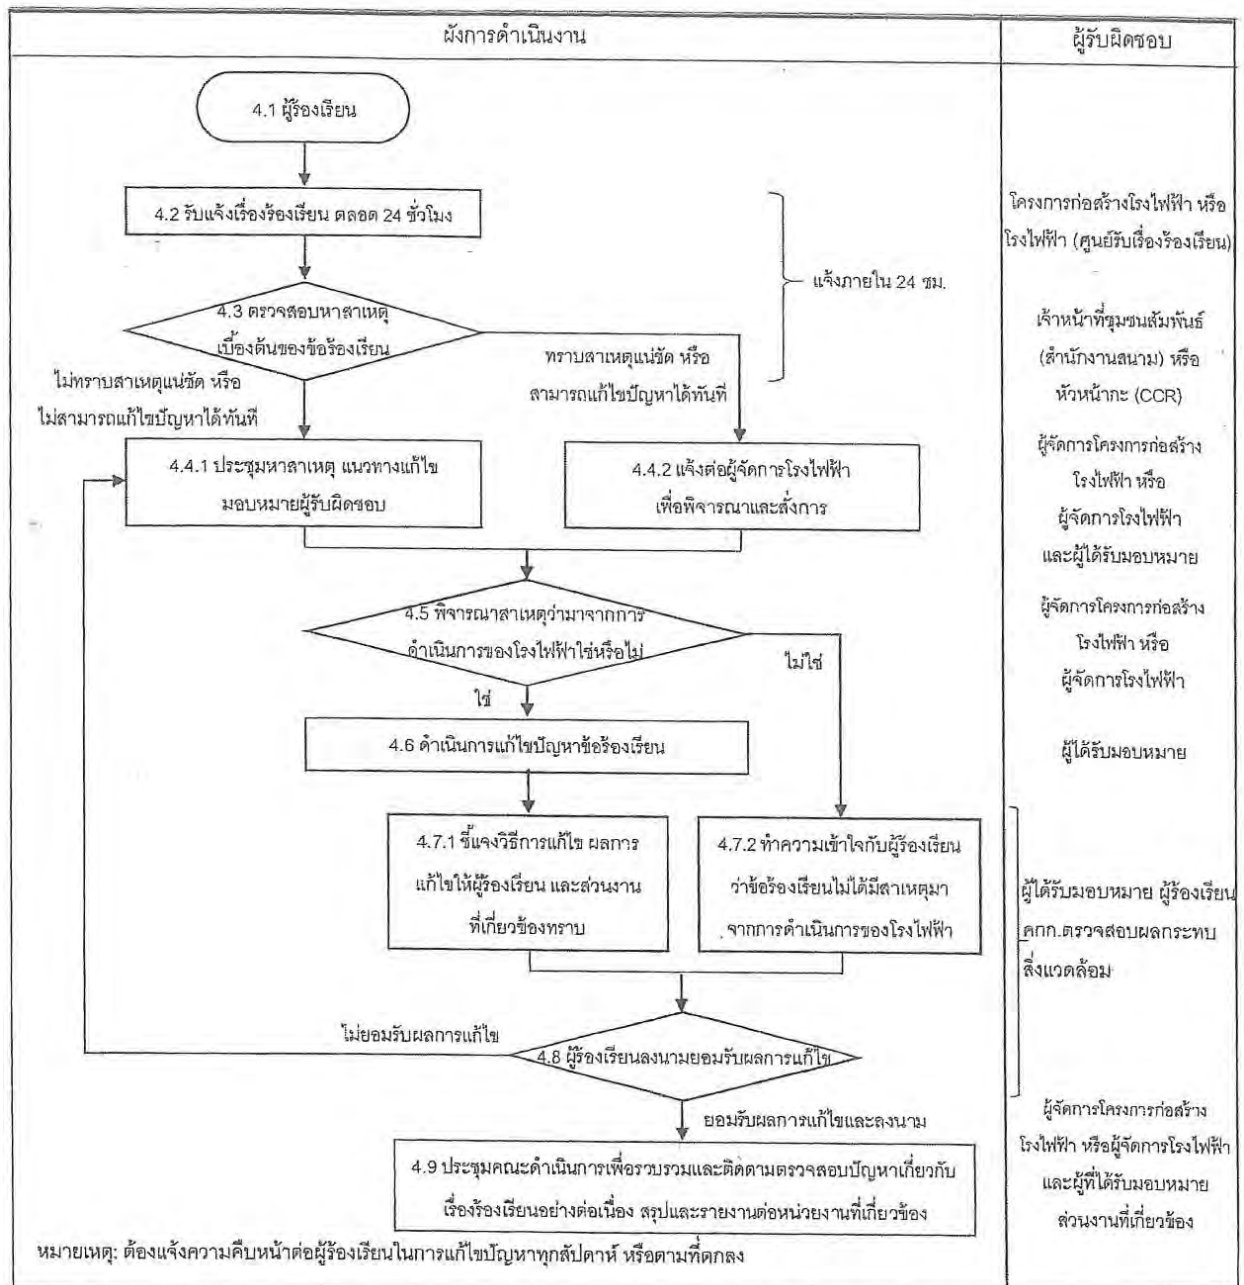 ผังการดำเนินงาน
ผู้รับผิดชอบ
4.1 ผู้ร้องเรียน
4.2 รับแจ้งเรื่องร้องเรียน ตลอด 24 ชั่วโมง
โครงการก่อสร้างโรงไฟฟ้า หรือ
โรงไฟฟ้า (ศูนย์รับเรื่องร้องเรียน)
แจ้งภายใน 24 ชม.
4.3 ตรวจสอบหาสาเหตุ
เบื้องต้นของข้อร้องเรียน
เจ้าหน้าที่ชุมชนสัมพันธ์
(สำนักงานสนาม) หรือ
หัวหน้ากะ (CCR)
ไม่ทราบสาเหตุแน่ชัด หรือ
ไม่สามารถแก้ไขปัญหาได้ทันที
ทราบสาเหตุแน่ชัด หรือ
สามารถแก้ไขปัญหาได้ทันที
4.4.1 ประชุมหาสาเหตุ แนวทางแก้ไข
มอบหมายผู้รับผิดชอบ
4.4.2 แจ้งต่อผู้จัดการโรงไฟฟ้า
เพื่อพิจารณาและสั่งการ
ผู้จัดการโครงการก่อสร้าง
โรงไฟฟ้า หรือ
ผู้จัดการโรงไฟฟ้า
และผู้ได้รับมอบหมาย
4.5 พิจารณาสาเหตุว่ามาจากการ
ดำเนินการของโรงไฟฟ้าใช่หรือไม่
ไม่ใช่
ใช่
ผู้จัดการโครงการก่อสร้าง
โรงไฟฟ้า หรือ
ผู้จัดการโรงไฟฟ้า
4.6 ดำเนินการแก้ไขปัญหาข้อร้องเรียน
ผู้ได้รับมอบหมาย
4.7.1 ชี้แจงวิธีการแก้ไข ผลการ
แก้ไขให้ผู้ร้องเรียน และส่วนงาน
ที่เกี่ยวข้องทราบ
4.7.2 ทำความเข้าใจกับผู้ร้องเรียน
ว่าข้อร้องเรียนไม่ได้มีสาเหตุมา
จากการดำเนินการของโรงไฟฟ้า
ผู้ได้รับมอบหมาย ผู้ร้องเรียน
คกก.ตรวจสอบผลกระทบ
สิ่งแวดล้อม
ไม่ยอมรับผลการแก้ไข
4.8 ผู้ร้องเรียนลงนามยอมรับผลการแก้ไข
ยอมรับผลการแก้ไขและลงนาม
4.9 ประชุมคณะดำเนินการเพื่อรวบรวมและติดตามตรวจสอบปัญหาเกี่ยวกับ
เรื่องร้องเรียนอย่างต่อเนื่อง สรุปและรายงานต่อหน่วยงานที่เกี่ยวข้อง
ผู้จัดการโครงการก่อสร้าง
โรงไฟฟ้า หรือผู้จัดการโรงไฟฟ้า
และผู้ที่ได้รับมอบหมาย
ส่วนงานที่เกี่ยวข้อง
หมายเหตุ: ต้องแจ้งความคืบหน้าต่อผู้ร้องเรียนในการแก้ไขปัญหาทุกสัปดาห์ หรือตามที่ตกลง